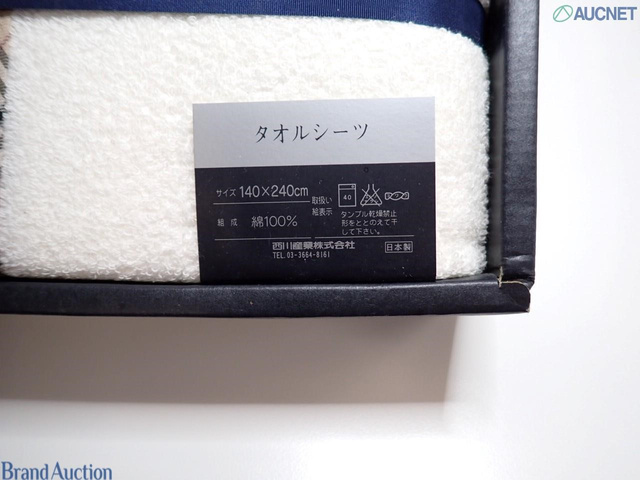 AUCNET
タオルシーツ
サイズ 140×240cm
組成 綿100%
取扱い
絵表示
40
タンブル乾燥禁止
形をととのえて干
して下さい。
西川産業株式会社
TEL.03-3664-8161
日本製
Brand Auction